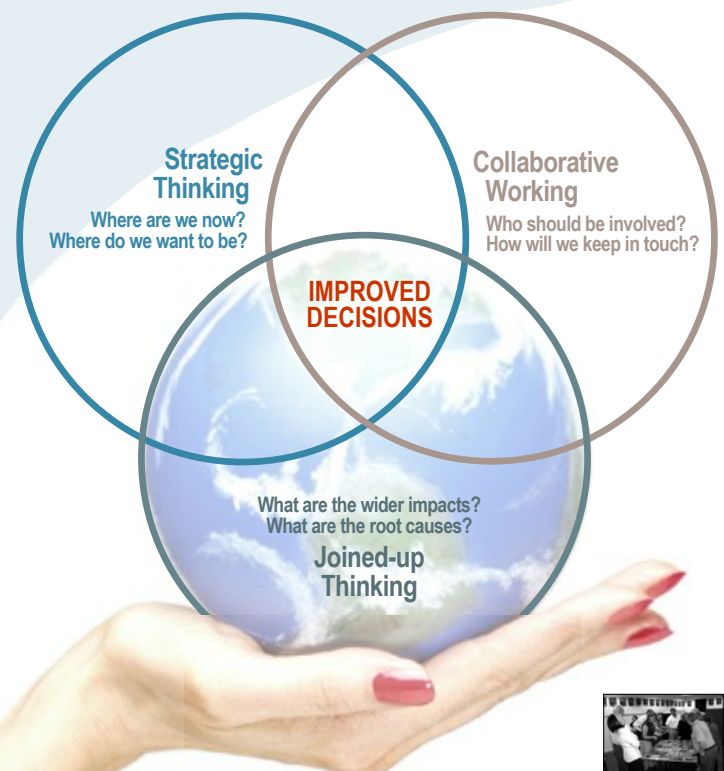 Strategic
Thinking
Where are we now?
Where do we want to be?
Collaborative
Working
Who should be involved?
How will we keep in touch?
IMPROVED
DECISIONS
What are the wider impacts?
What are the root causes?
Joined-up
Thinking